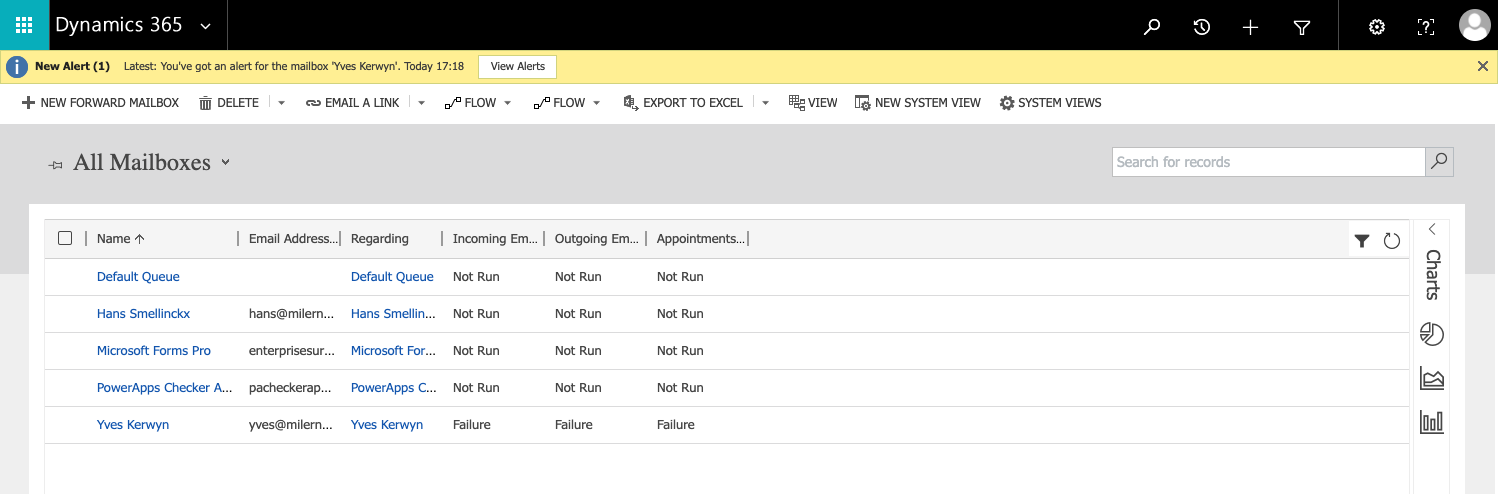 Dynamics 365
New Alert (1) Latest: You've got an alert for the mailbox 'Yves Kerwyn'. Today 17:18 View Alerts
NEW FORWARD MAILBOX DELETE EMAIL A LINK FLOW FLOW EXPORT TO EXCEL VIEW NEW SYSTEM VIEW SYSTEM VIEWS
All Mailboxes
Search for records
Name Email Address... Regarding Incoming Em... Outgoing Em... Appointments...
Default Queue Default Queue Not Run Not Run Not Run
Hans Smellinckx hans@milern... Hans Smellin... Not Run Not Run Not Run
Microsoft Forms Pro enterprisesur... Microsoft For... Not Run Not Run Not Run
PowerApps Checker A... pacheckerap... PowerApps C... Not Run Not Run Not Run
Yves Kerwyn yves@milern... Yves Kerwyn Failure Failure Failure
Charts